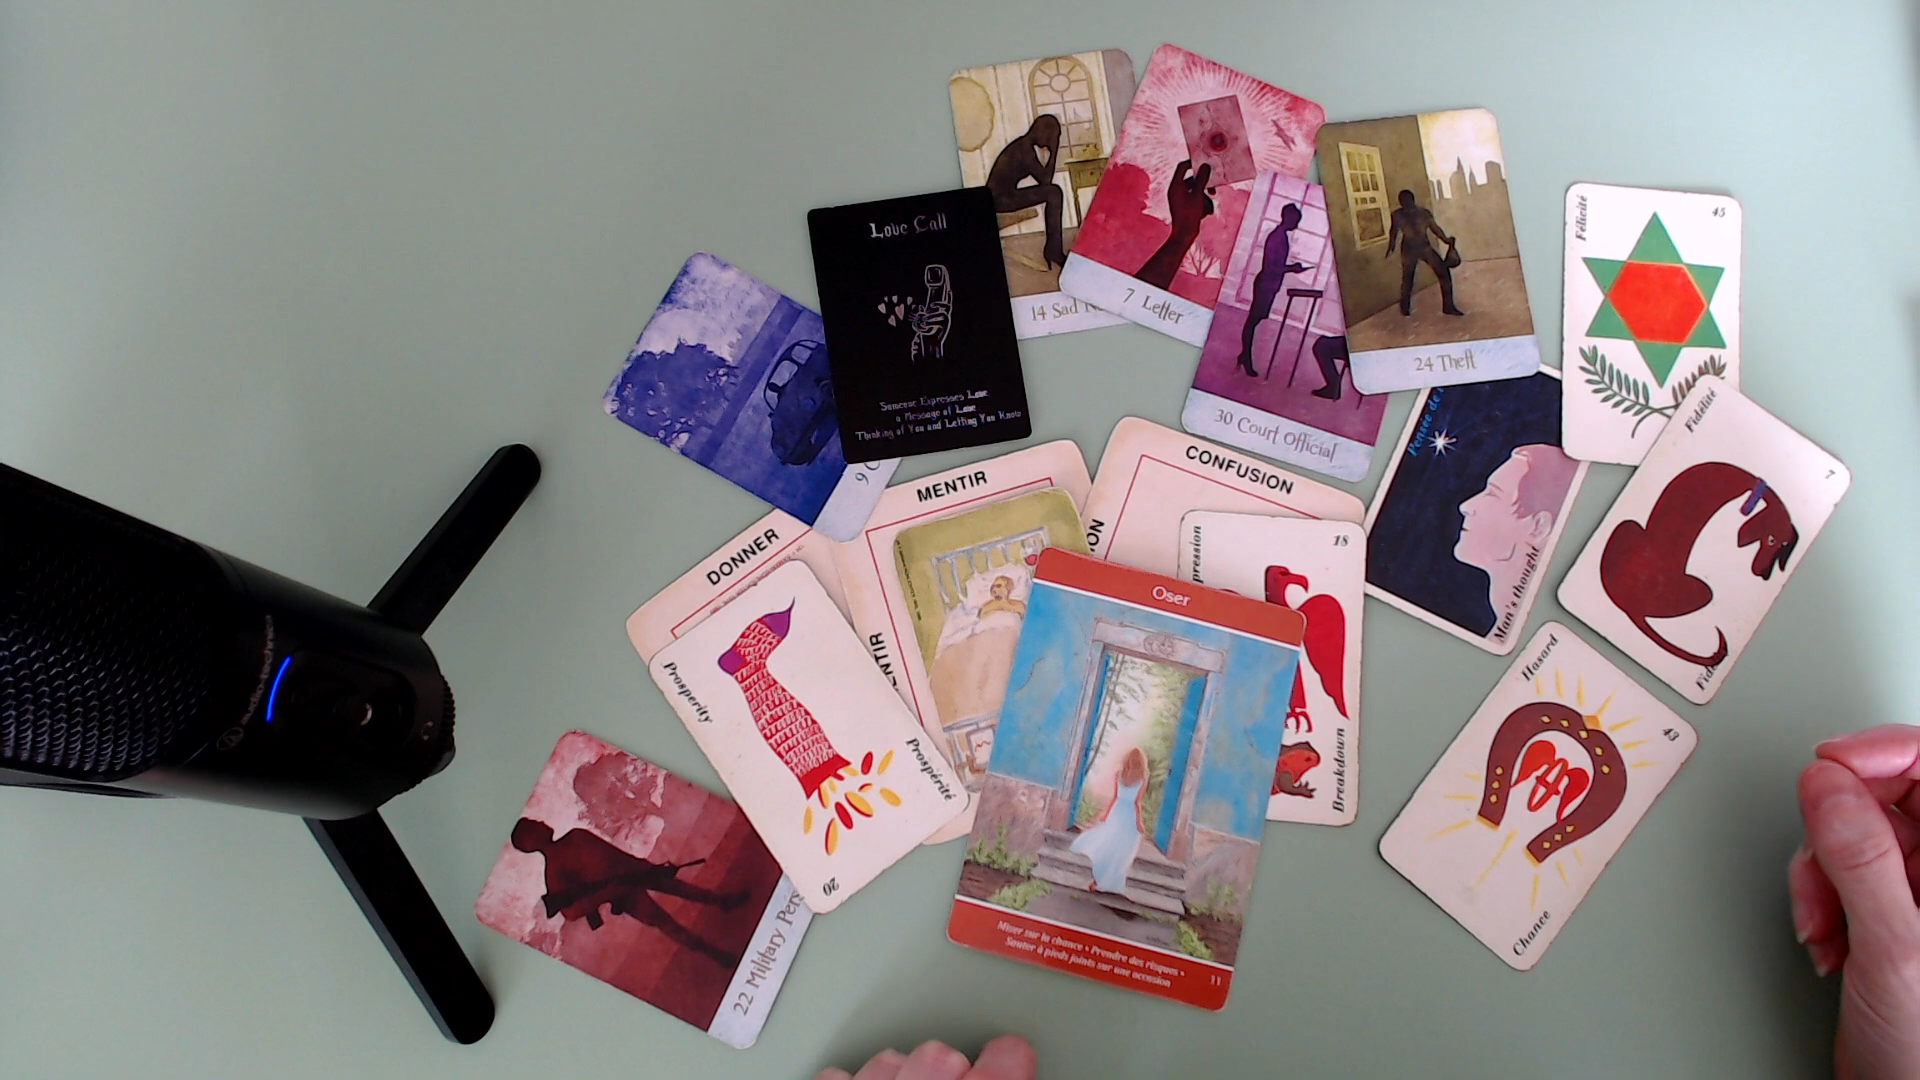 14 Sad
7 Letter
24 Theft
30 Court Official
Love Call
Someone Expresses Love
a Message of Love
Thinking of You and Letting You Know
Félicité
45
Fidélité
7
CONFUSION
MENTIR
DONNER
18
Breakdown
Man's thought
Hasard
43
Chance
Prosperity
Prospérité
20
Oser
Miser sur la chance • Prendre des risques •
Sauter à pieds joints sur une occasion
11
22 Military
audio-technica